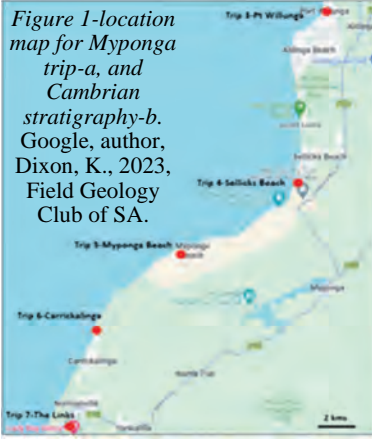 Figure 1-location
map for Myponga
trip-a, and
Cambrian
stratigraphy-b.
Google, author,
Dixon, K., 2023,
Field Geology
Club of SA.
Trip 3-Pt Willunga
Aldinga Beach
Sellicks Beach
Trip 4-Sellicks Beach
Trip 5-Myponga Beach
Myponga
Trip 6-Carrickalinga
Carrickalinga
Normanville
Trip 7-The Links
Yankalilla
2 kms